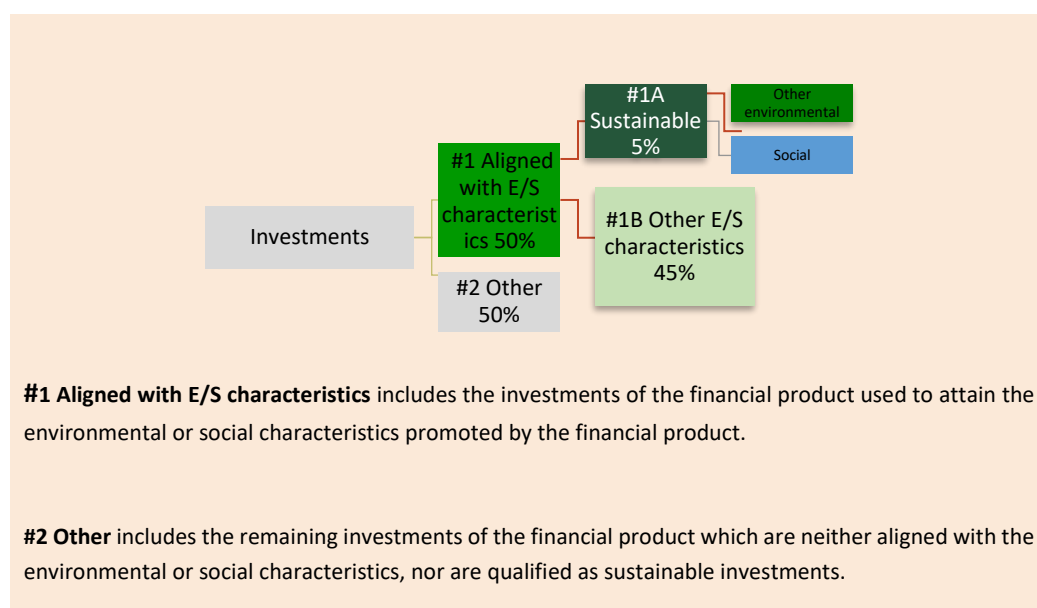 Investments
#1 Aligned
with E/S
characterist
ics 50%
#2 Other
50%
#1A
Sustainable
5%
#1B Other E/S
characteristics
45%
Other
environmental
Social
#1 Aligned with E/S characteristics includes the investments of the financial product used to attain the
environmental or social characteristics promoted by the financial product.
#2 Other includes the remaining investments of the financial product which are neither aligned with the
environmental or social characteristics, nor are qualified as sustainable investments.